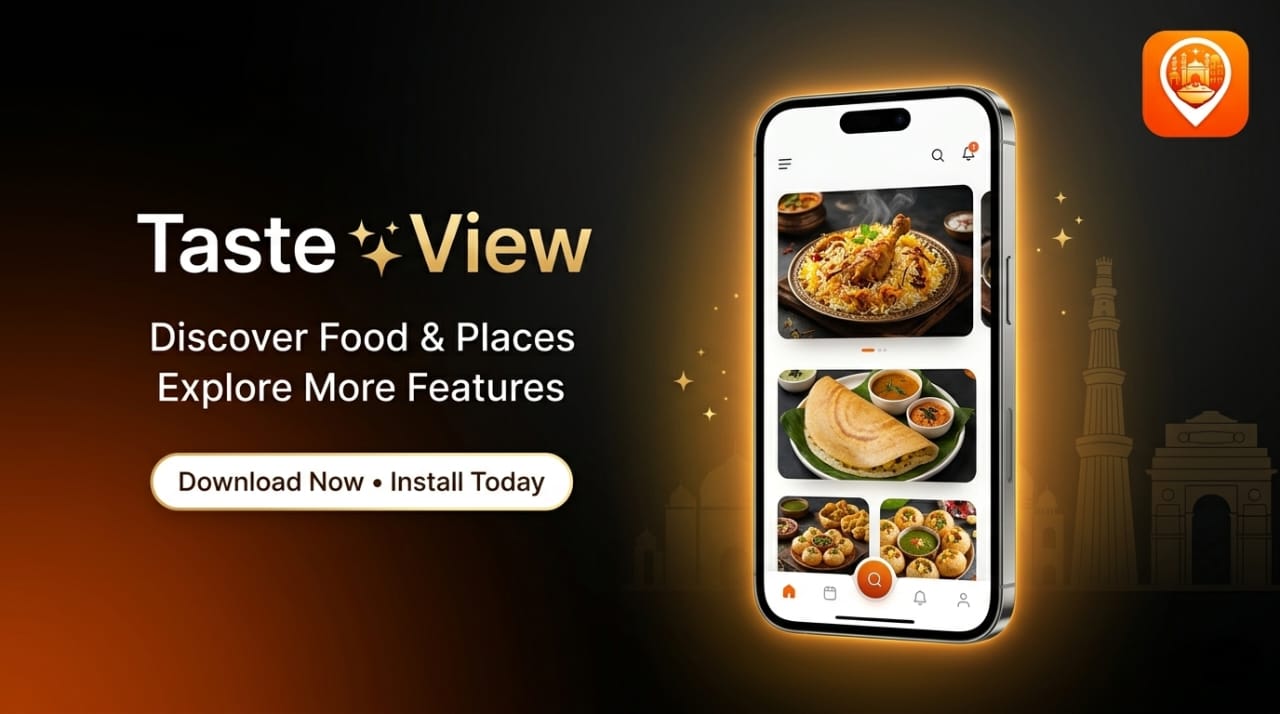 Taste View
Discover Food & Places
Explore More Features
Download Now • Install Today